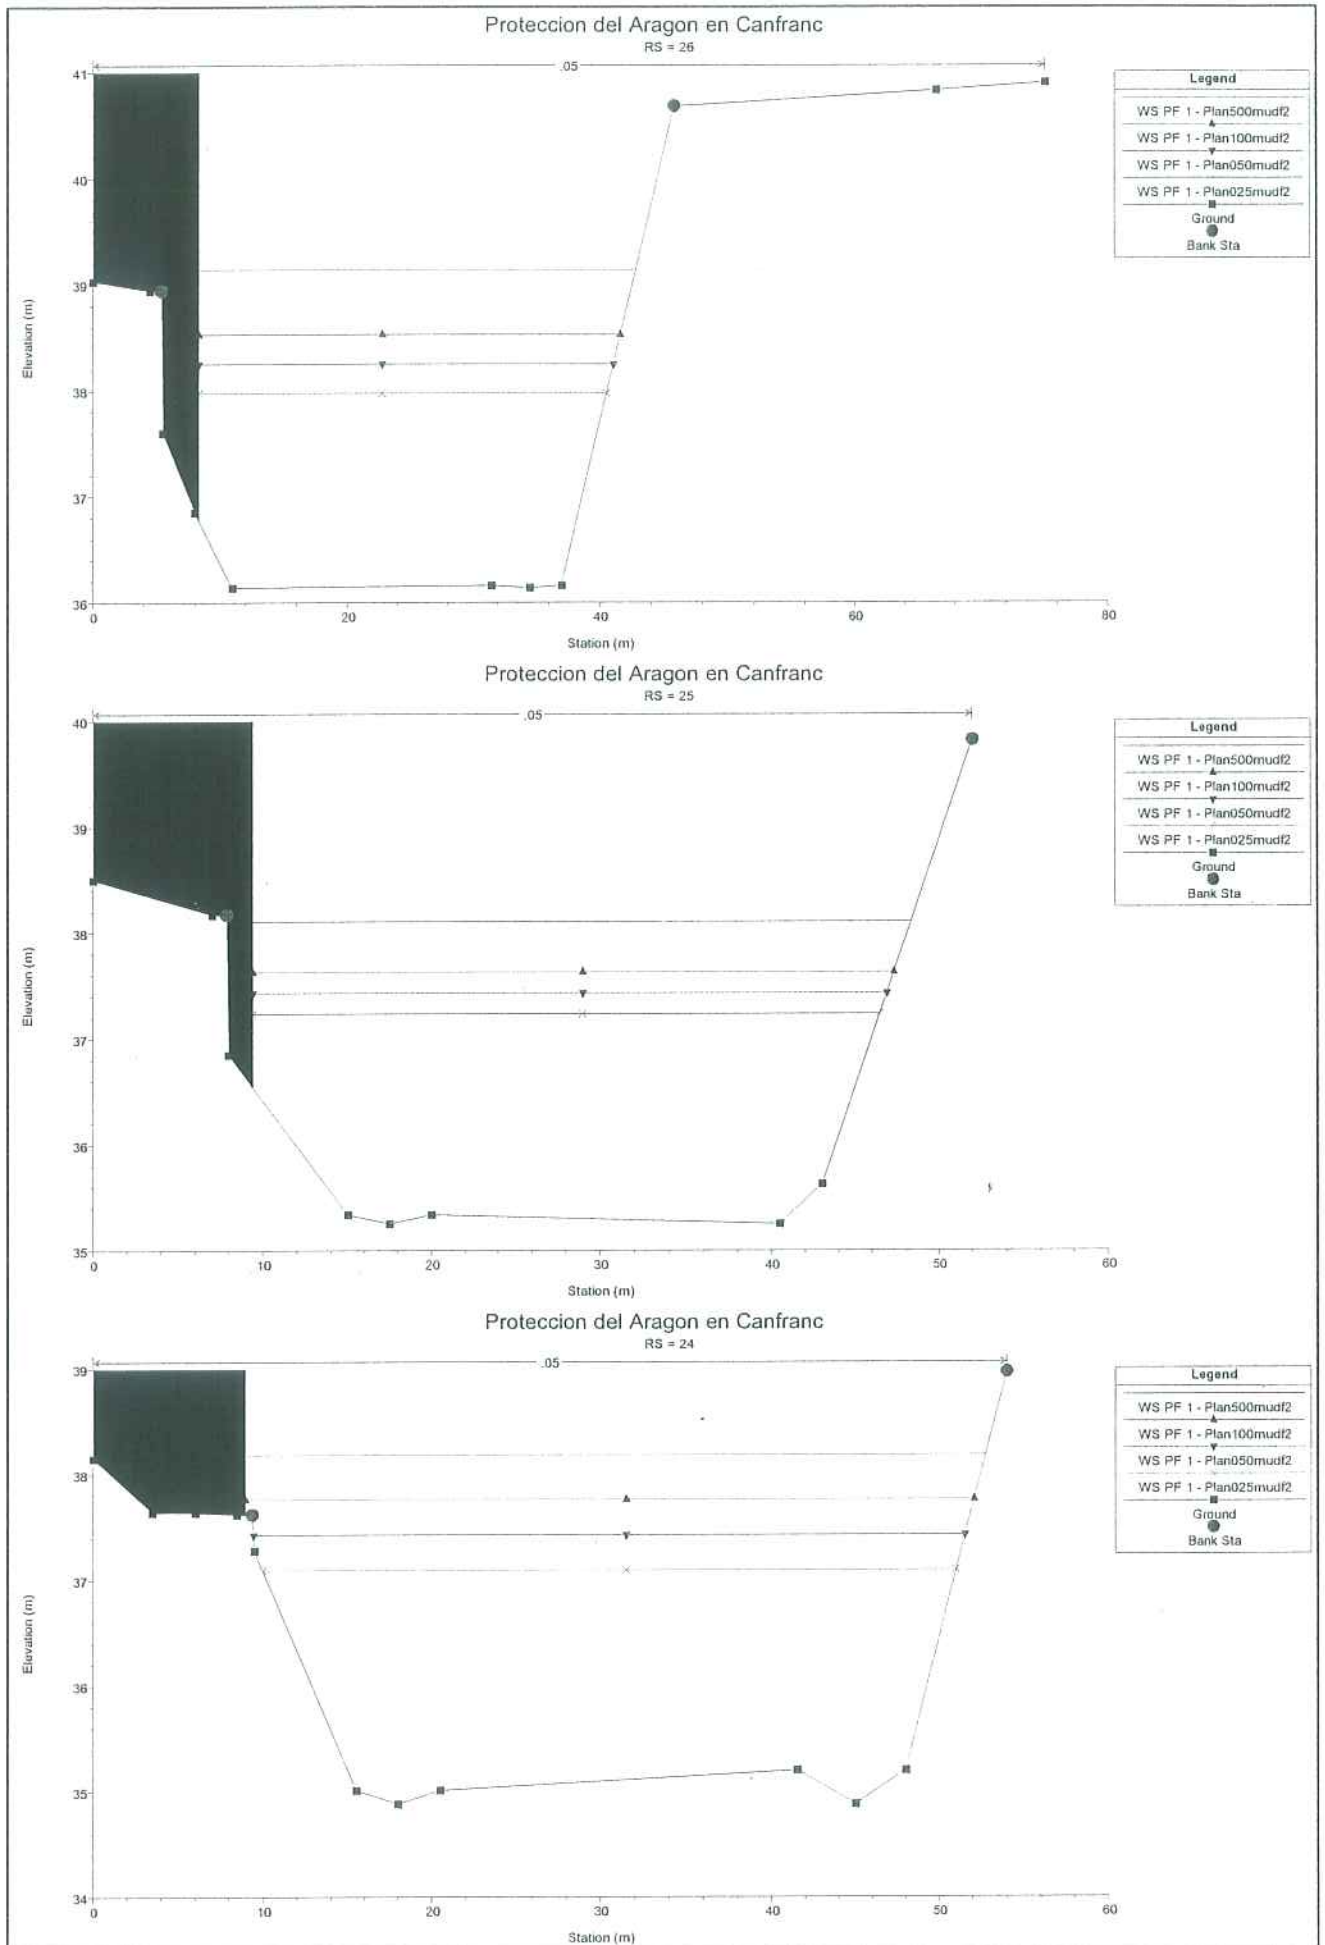 Proteccion del Aragon en Canfranc
RS = 26
.05
41
40
39
38
37
36
Elevation (m)
0
20
40
60
80
Station (m)
Legend
WS PF 1 - Plan500mudf2
WS PF 1 - Plan100mudf2
WS PF 1 - Plan050mudf2
WS PF 1 - Plan025mudf2
Ground
Bank Sta
Proteccion del Aragon en Canfranc
RS = 25
.05
40
39
38
37
36
35
Elevation (m)
0
10
20
30
40
50
60
Station (m)
Legend
WS PF 1 - Plan500mudf2
WS PF 1 - Plan100mudf2
WS PF 1 - Plan050mudf2
WS PF 1 - Plan025mudf2
Ground
Bank Sta
Proteccion del Aragon en Canfranc
RS = 24
.05
39
38
37
36
35
34
Elevation (m)
0
10
20
30
40
50
60
Station (m)
Legend
WS PF 1 - Plan500mudf2
WS PF 1 - Plan100mudf2
WS PF 1 - Plan050mudf2
WS PF 1 - Plan025mudf2
Ground
Bank Sta